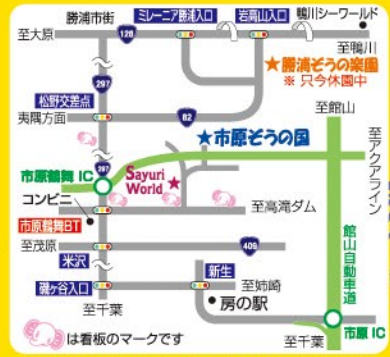 勝浦市街
ミレーニア勝浦入口
岩高山入口
鴨川シーワールド
至大原
128
至鴨川
★勝浦ぞうの楽園
※ 只今休園中
297
松野交差点
夷隅方面
82
至館山
★市原ぞうの国
至アクアライン
市原鶴舞 IC
297
Sayuri
World
コンビニ
市原鶴舞BT
至高滝ダム
至茂原
409
館山自動車道
米沢
磯ヶ谷入口
新生
至姉崎
房の駅
至千葉
市原 IC
至千葉
は看板のマークです